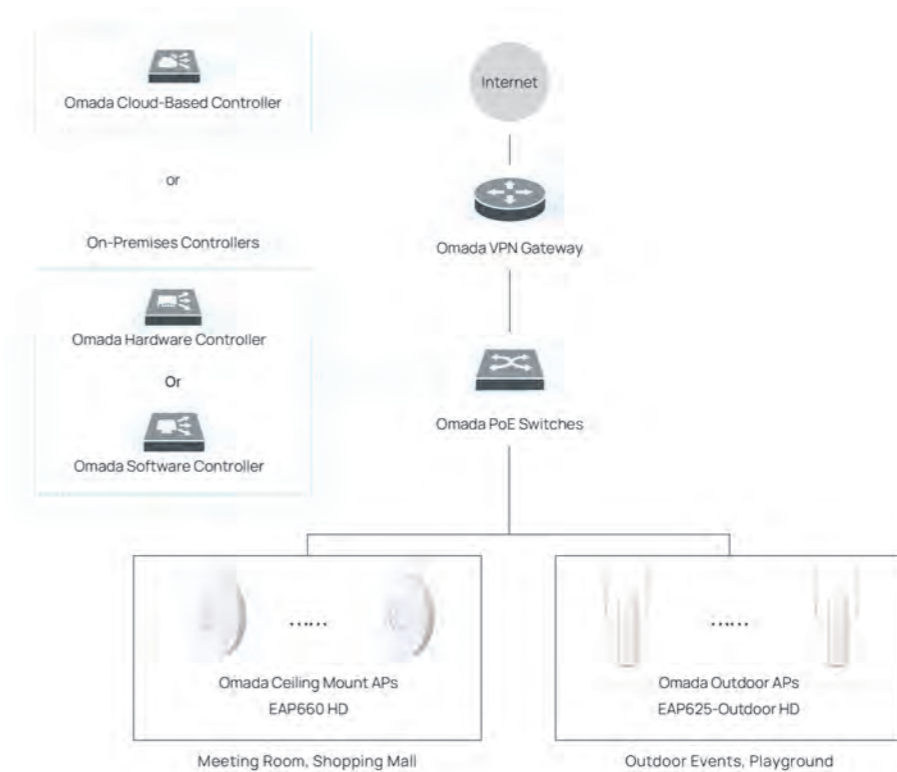 Omada Cloud-Based Controller
or
On-Premises Controllers
Omada Hardware Controller
Or
Omada Software Controller
Internet
Omada VPN Gateway
Omada PoE Switches
......
Omada Ceiling Mount APs
EAP660 HD
Meeting Room, Shopping Mall
......
Omada Outdoor APs
EAP625-Outdoor HD
Outdoor Events, Playground